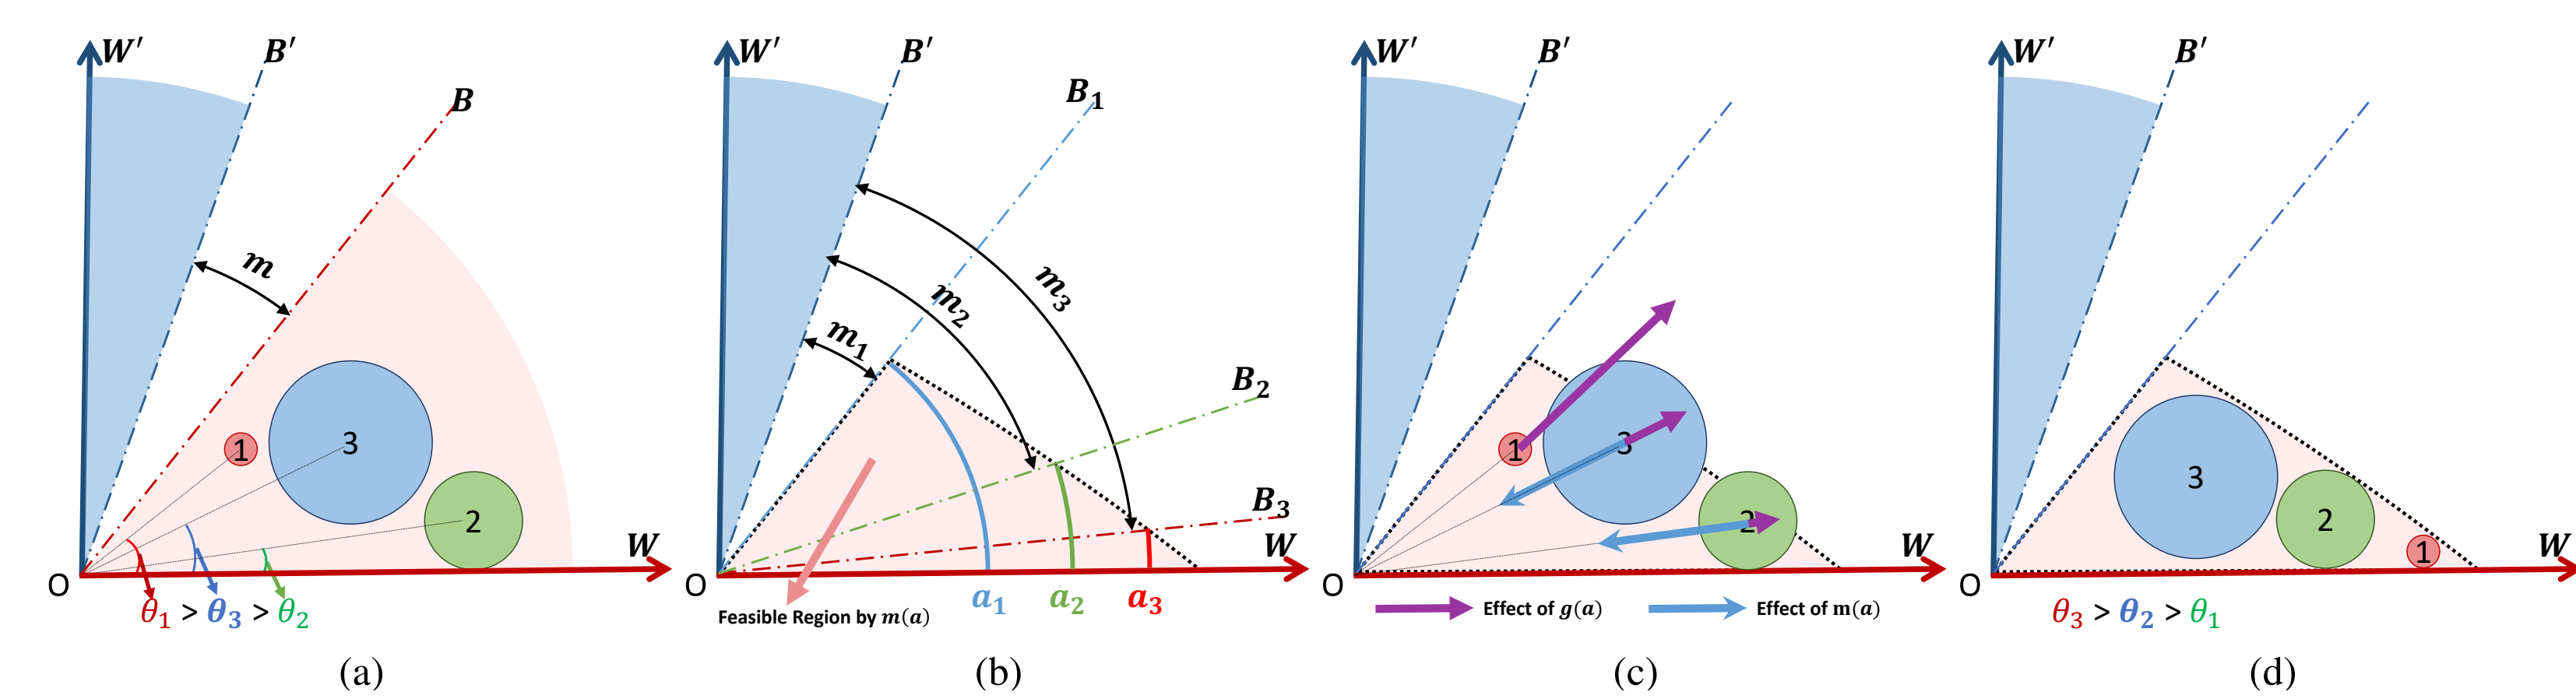 W′ B′ B
m
1 3 2
W
O
θ₁ > θ₃ > θ₂
(a)
W′ B′ B₁
m₃
m₂
m₁
B₂
B₃
W
O
a₁ a₂ a₃
Feasible Region by m(a)
(b)
W′ B′
1 3 2
W
O
Effect of g(a) Effect of m(a)
(c)
W′ B′
3 2 1
W
O
θ₃ > θ₂ > θ₁
(d)